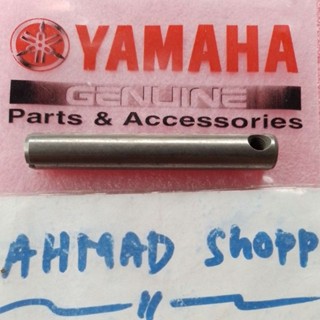 YAMAHA
GENUINE
Parts & Accessories
AHMAD Shopp